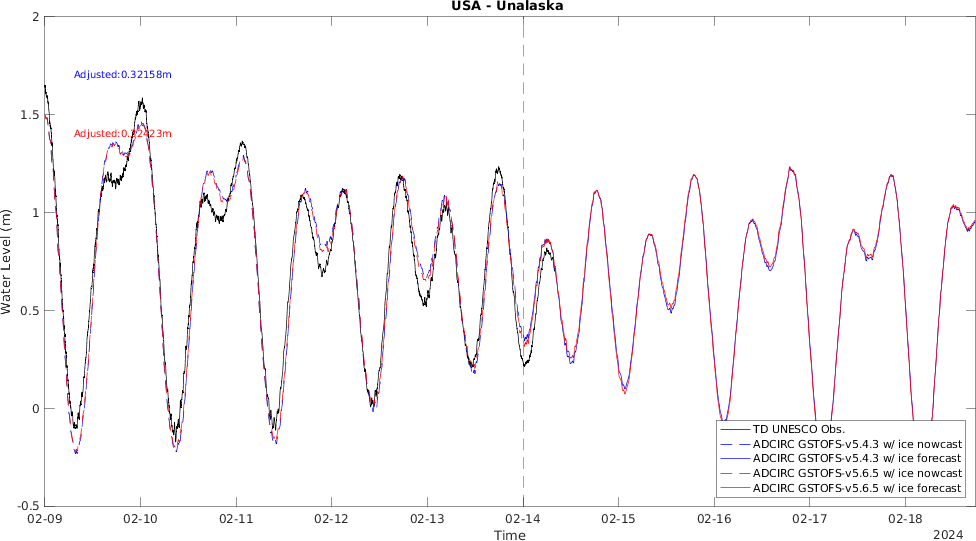 USA - Unalaska
2
1.5
1
0.5
0
-0.5
Water Level (m)
Adjusted:0.32158m
Adjusted:0.32423m
TD UNESCO Obs.
ADCIRC GSTOFS-v5.4.3 w/ ice nowcast
ADCIRC GSTOFS-v5.4.3 w/ ice forecast
ADCIRC GSTOFS-v5.6.5 w/ ice nowcast
ADCIRC GSTOFS-v5.6.5 w/ ice forecast
02-09 02-10 02-11 02-12 02-13 02-14 02-15 02-16 02-17 02-18
Time
2024